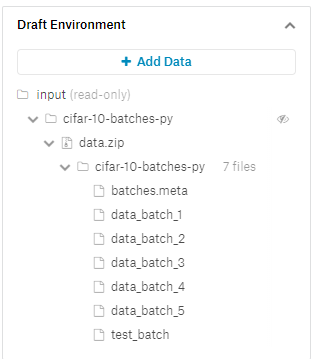 Draft Environment
+ Add Data
input (read-only)
cifar-10-batches-py
data.zip
cifar-10-batches-py 7 files
batches.meta
data_batch_1
data_batch_2
data_batch_3
data_batch_4
data_batch_5
test_batch